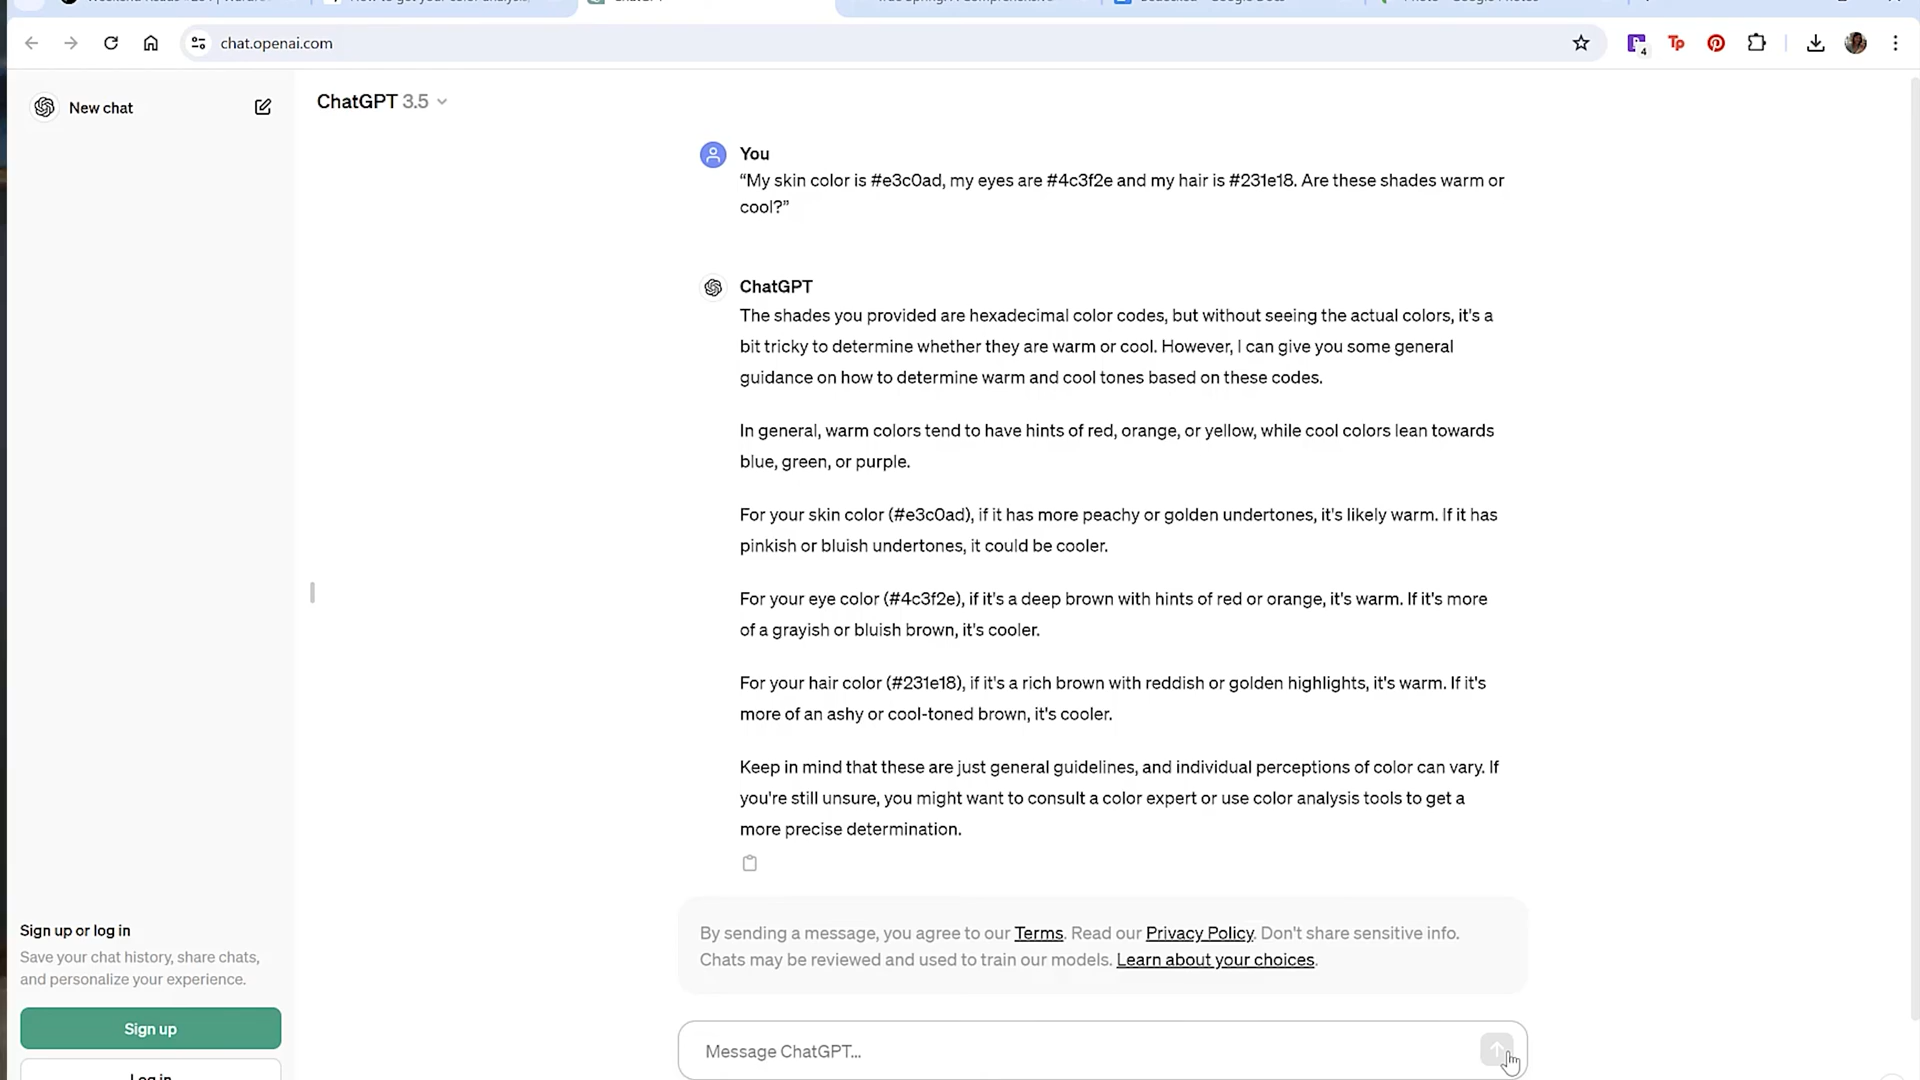 chat.openai.com
4
Tp
New chat
ChatGPT 3.5
You
“My skin color is #e3c0ad, my eyes are #4c3f2e and my hair is #231e18. Are these shades warm or
cool?”
ChatGPT
The shades you provided are hexadecimal color codes, but without seeing the actual colors, it's a
bit tricky to determine whether they are warm or cool. However, I can give you some general
guidance on how to determine warm and cool tones based on these codes.
In general, warm colors tend to have hints of red, orange, or yellow, while cool colors lean towards
blue, green, or purple.
For your skin color (#e3c0ad), if it has more peachy or golden undertones, it's likely warm. If it has
pinkish or bluish undertones, it could be cooler.
For your eye color (#4c3f2e), if it's a deep brown with hints of red or orange, it's warm. If it's more
of a grayish or bluish brown, it's cooler.
For your hair color (#231e18), if it's a rich brown with reddish or golden highlights, it's warm. If it's
more of an ashy or cool-toned brown, it's cooler.
Keep in mind that these are just general guidelines, and individual perceptions of color can vary. If
you're still unsure, you might want to consult a color expert or use color analysis tools to get a
more precise determination.
Sign up or log in
Save your chat history, share chats,
and personalize your experience.
Sign up
Log in
By sending a message, you agree to our Terms. Read our Privacy Policy. Don't share sensitive info.
Chats may be reviewed and used to train our models. Learn about your choices.
Message ChatGPT...